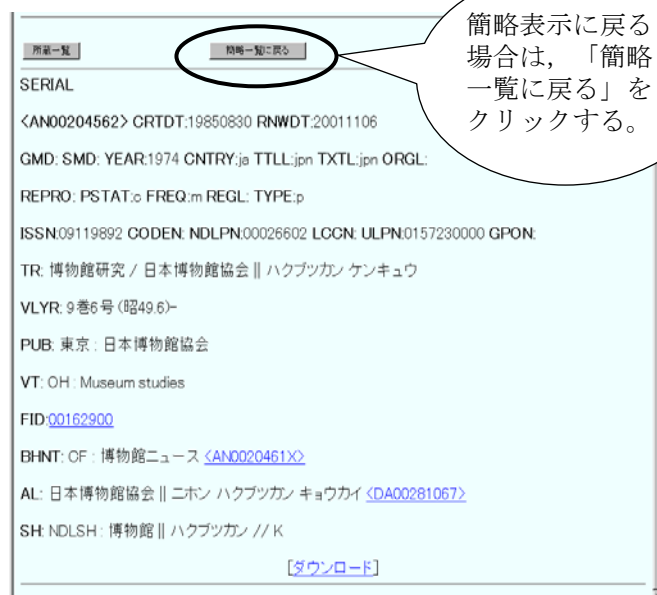 簡略表示に戻る
場合は，「簡略
一覧に戻る」を
クリックする。
所蔵一覧
簡略一覧に戻る
SERIAL
<AN00204562> CRTDT:19850830 RNWDT:20011106
GMD: SMD: YEAR:1974 CNTRY:ja TTLL:jpn TXTL:jpn ORGL:
REPRO: PSTAT:c FREQ:m REGL: TYPE:p
ISSN:09119892 CODEN: NDLPN:00026602 LCCN: ULPN:0157230000 GPON:
TR: 博物館研究 / 日本博物館協会 || ハクブツカン ケンキュウ
VLYR: 9巻6号 (昭49.6)-
PUB: 東京 : 日本博物館協会
VT: OH : Museum studies
FID:00162900
BHNT: CF : 博物館ニュース <AN0020461X>
AL: 日本博物館協会 || ニホン ハクブツカン キョウカイ <DA00281067>
SH: NDLSH : 博物館 || ハクブツカン // K
[ダウンロード]